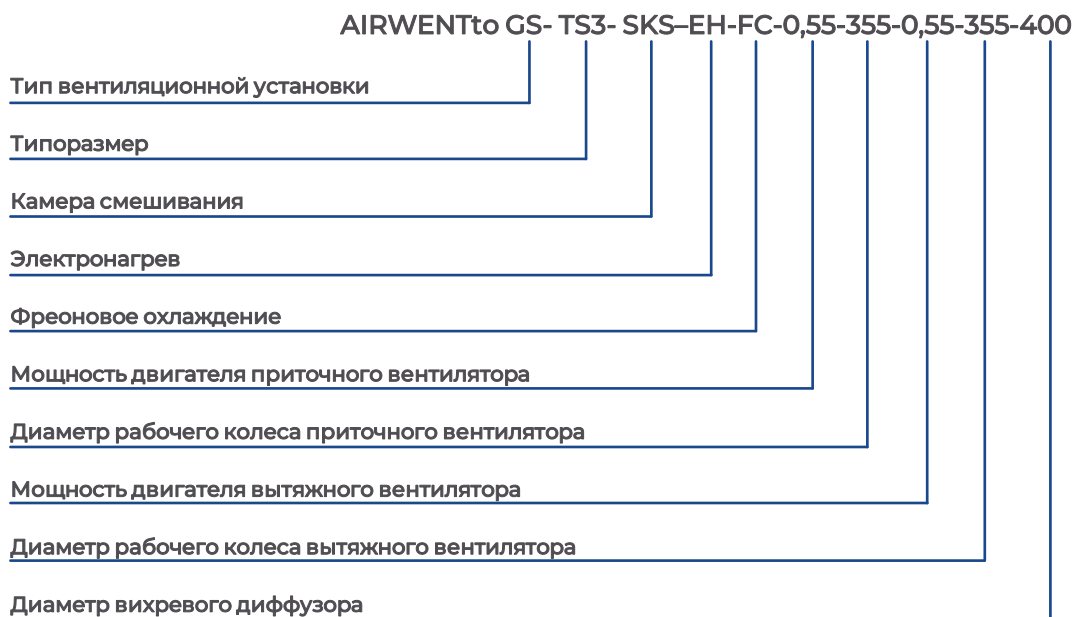 AIRWENTto GS- TS3- SKS–EH-FC-0,55-355-0,55-355-400
Тип вентиляционной установки
Типоразмер
Камера смешивания
Электронагрев
Фреоновое охлаждение
Мощность двигателя приточного вентилятора
Диаметр рабочего колеса приточного вентилятора
Мощность двигателя вытяжного вентилятора
Диаметр рабочего колеса вытяжного вентилятора
Диаметр вихревого диффузора